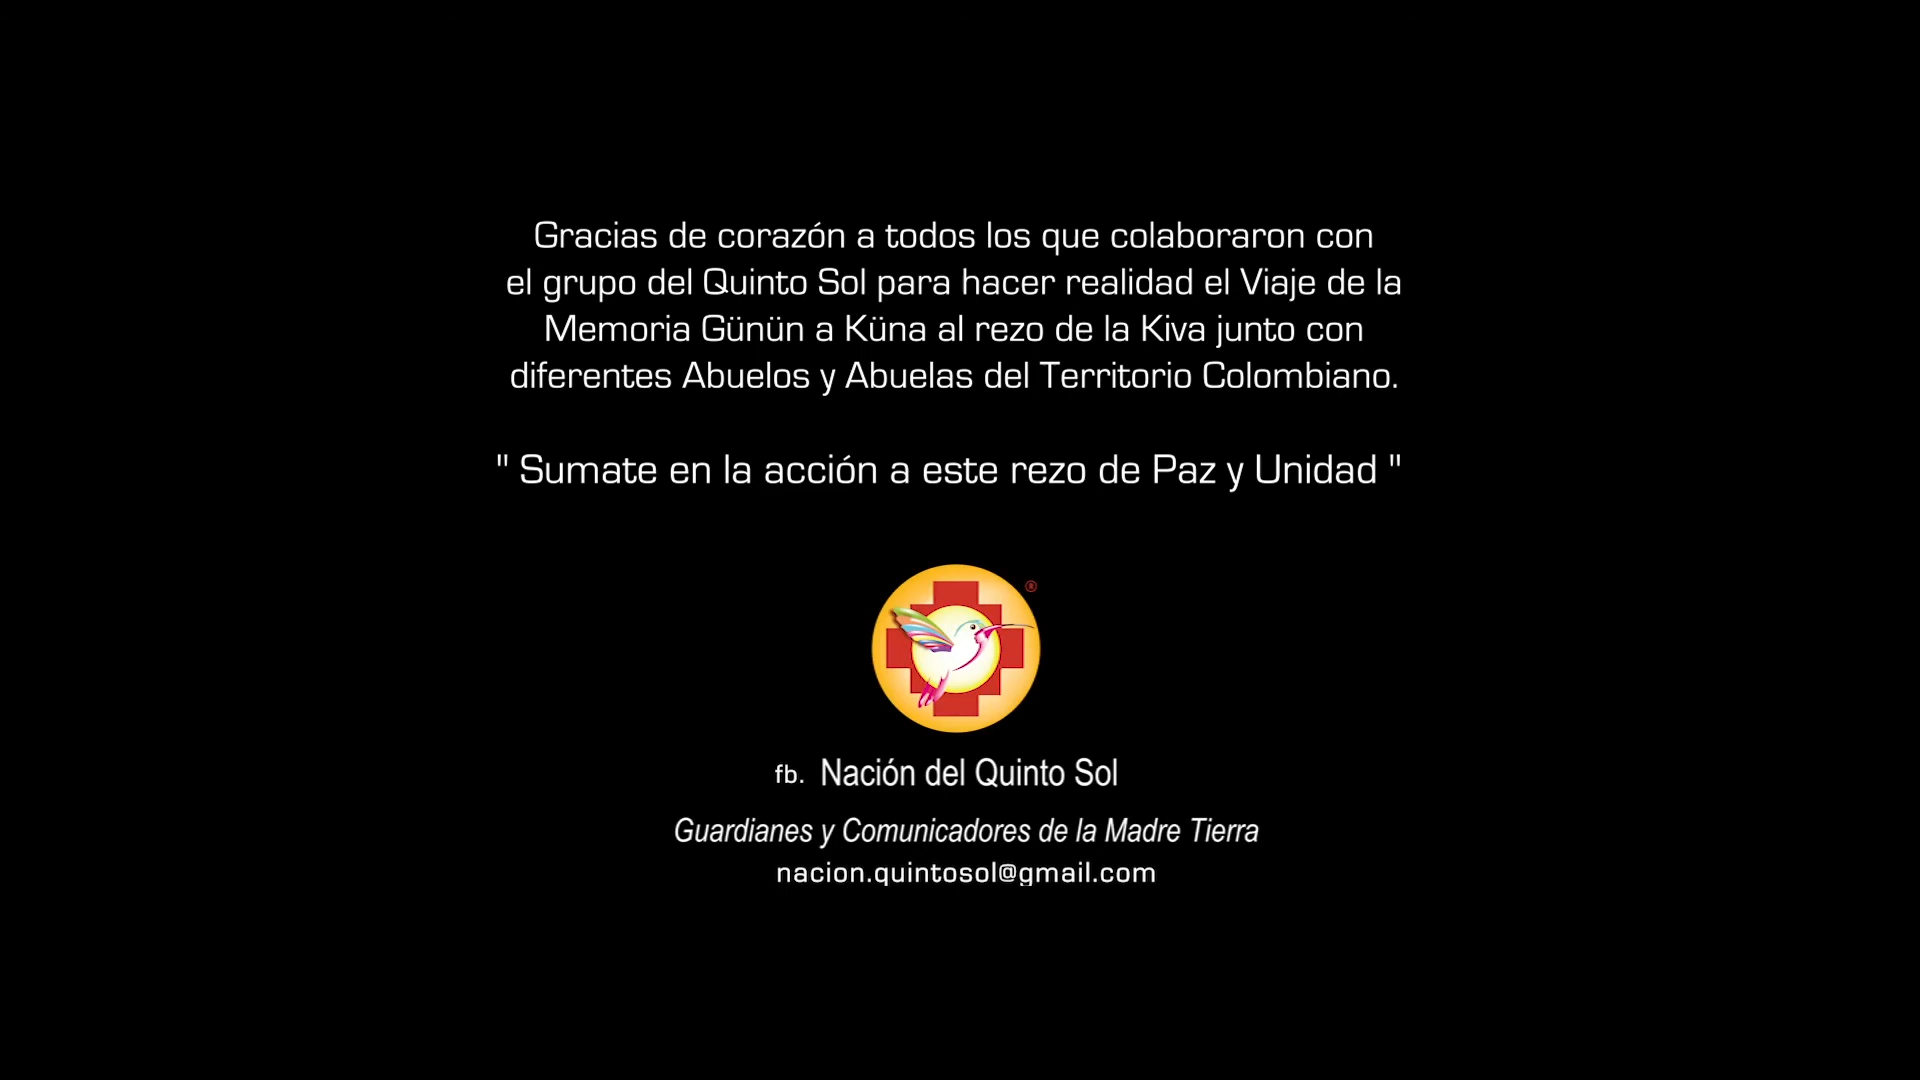 Gracias de corazón a todos los que colaboraron con
el grupo del Quinto Sol para hacer realidad el Viaje de la
Memoria Günün a Küna al rezo de la Kiva junto con
diferentes Abuelos y Abuelas del Territorio Colombiano.
" Sumate en la acción a este rezo de Paz y Unidad "
®
fb. Nación del Quinto Sol
Guardianes y Comunicadores de la Madre Tierra
nacion.quintosol@gmail.com